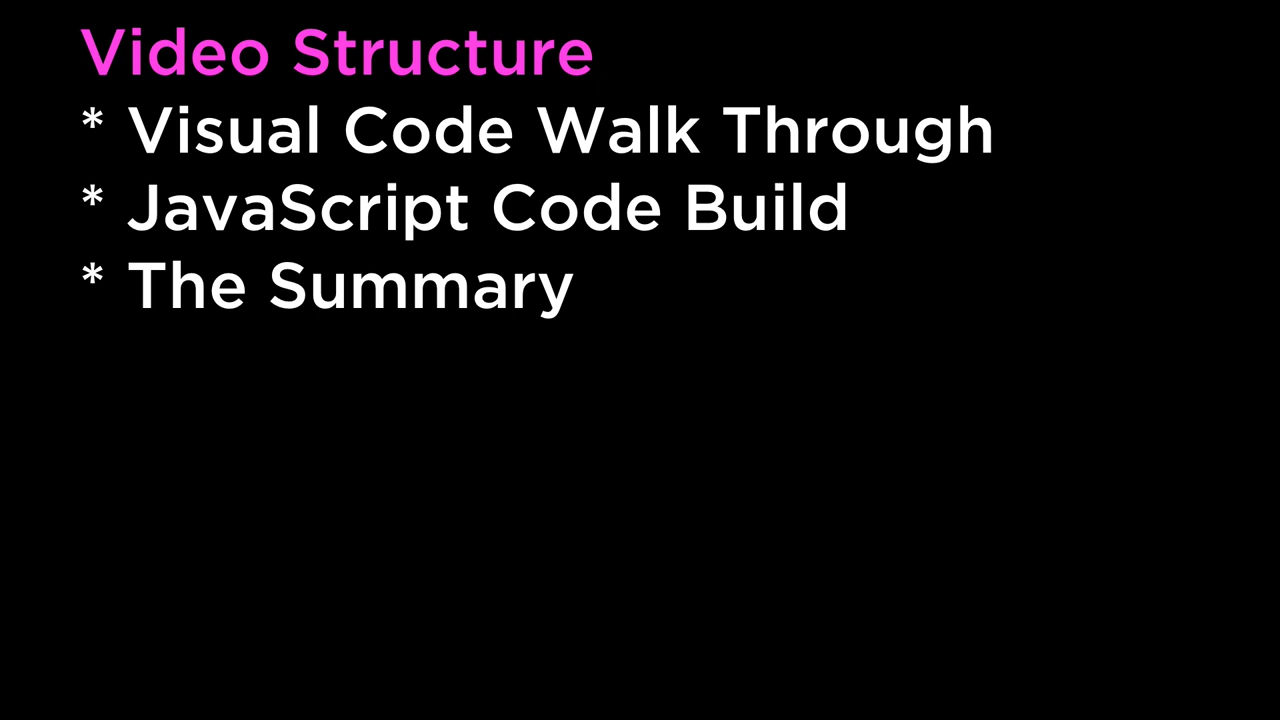 Video Structure
* Visual Code Walk Through
* JavaScript Code Build
* The Summary